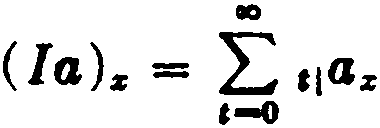 (Ia)ₓ = ∑_{t=0}^{∞} ₜ|aₓ